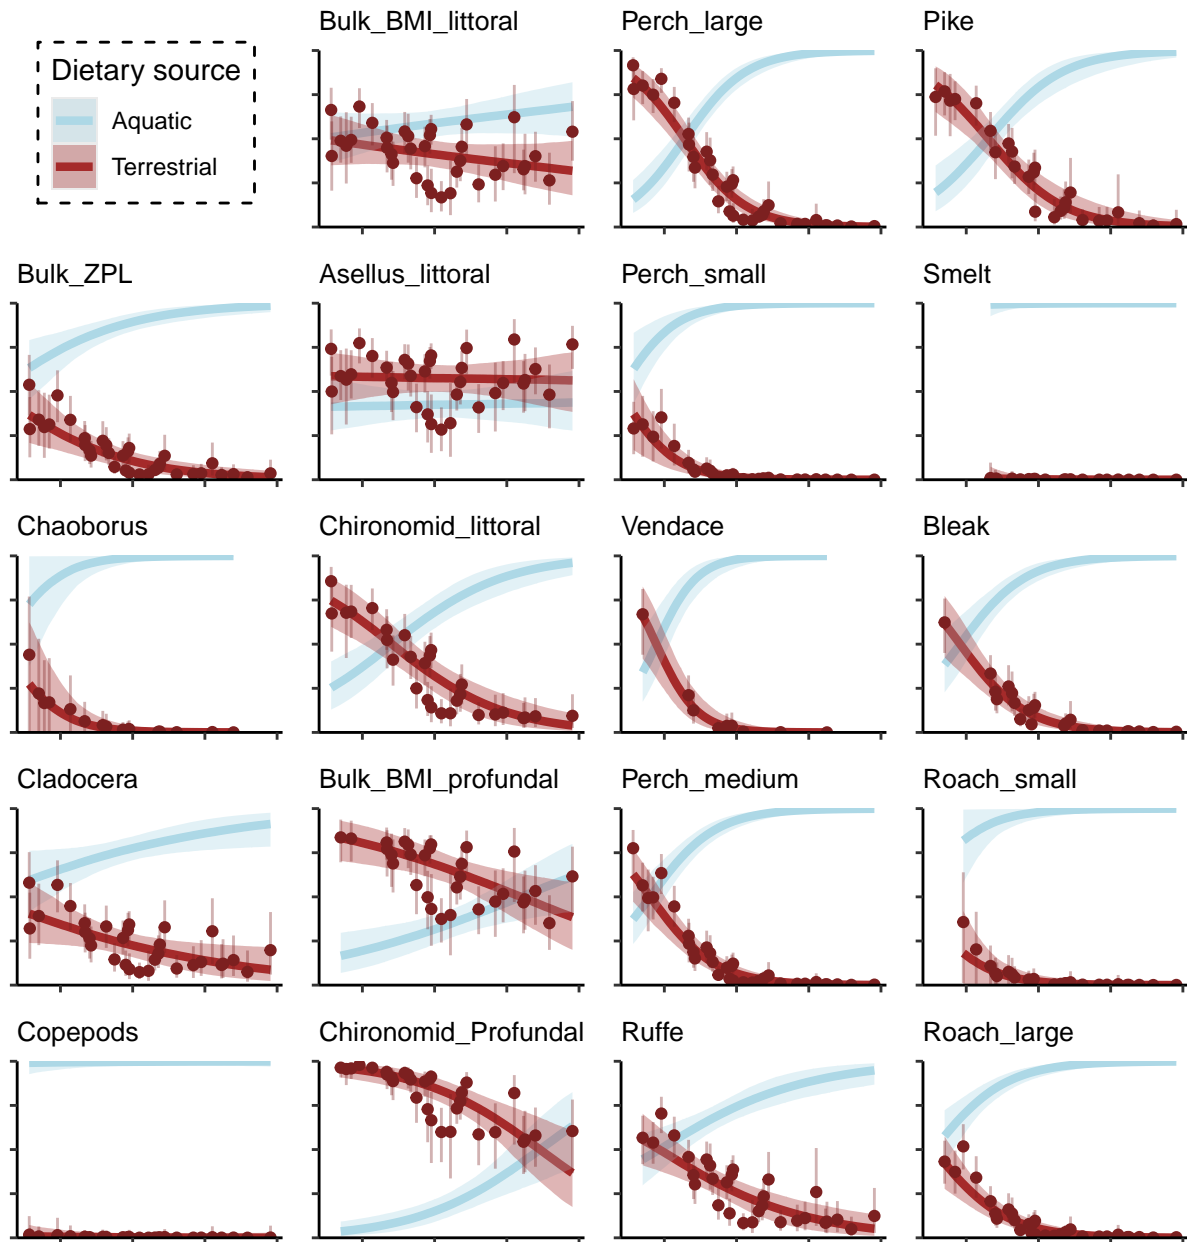 Bulk_BMI_littoral
Perch_large
Pike
Dietary source
Aquatic
Terrestrial
Bulk_ZPL
Asellus_littoral
Perch_small
Smelt
Chaoborus
Chironomid_littoral
Vendace
Bleak
Cladocera
Bulk_BMI_profundal
Perch_medium
Roach_small
Copepods
Chironomid_Profundal
Ruffe
Roach_large